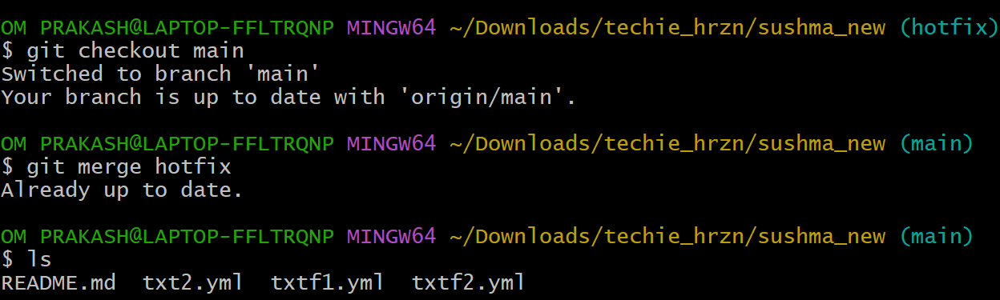 OM PRAKASH@LAPTOP-FFLTRQNP MINGW64 ~/Downloads/techie_hrzn/sushma_new (hotfix)
$ git checkout main
Switched to branch 'main'
Your branch is up to date with 'origin/main'.
OM PRAKASH@LAPTOP-FFLTRQNP MINGW64 ~/Downloads/techie_hrzn/sushma_new (main)
$ git merge hotfix
Already up to date.
OM PRAKASH@LAPTOP-FFLTRQNP MINGW64 ~/Downloads/techie_hrzn/sushma_new (main)
$ ls
README.md  txt2.yml  txtf1.yml  txtf2.yml